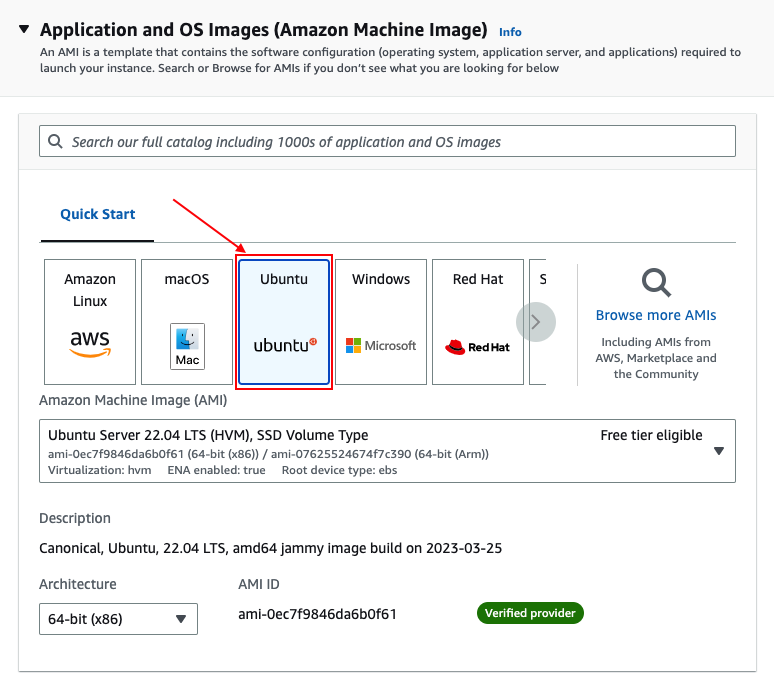 Application and OS Images (Amazon Machine Image) Info
An AMI is a template that contains the software configuration (operating system, application server, and applications) required to
launch your instance. Search or Browse for AMIs if you don’t see what you are looking for below
Search our full catalog including 1000s of application and OS images
Quick Start
Amazon
Linux
aws
macOS
Mac
Ubuntu
ubuntu
Windows
Microsoft
Red Hat
Red Hat
S
Browse more AMIs
Including AMIs from
AWS, Marketplace and
the Community
Amazon Machine Image (AMI)
Ubuntu Server 22.04 LTS (HVM), SSD Volume Type Free tier eligible
ami-0ec7f9846da6b0f61 (64-bit (x86)) / ami-07625524674f7c390 (64-bit (Arm))
Virtualization: hvm ENA enabled: true Root device type: ebs
Description
Canonical, Ubuntu, 22.04 LTS, amd64 jammy image build on 2023-03-25
Architecture AMI ID
64-bit (x86) ami-0ec7f9846da6b0f61 Verified provider